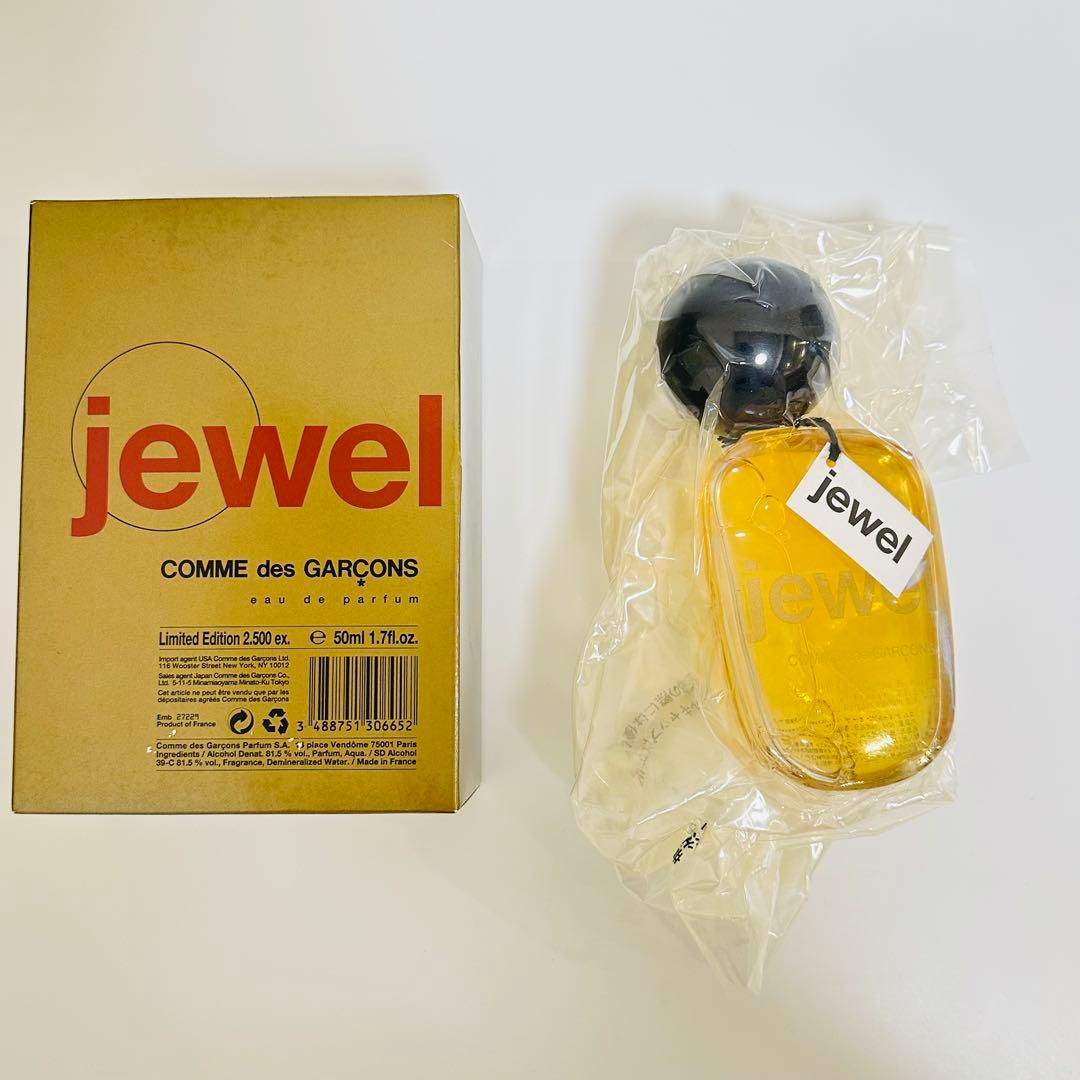 jewel
COMME des GARÇONS
*
eau de parfum
Limited Edition 2.500 ex. ℮ 50ml 1.7fl.oz.
Import agent USA Comme des Garçons Ltd.
116 Wooster Street New York, NY 10012
Sales agent Japan Comme des Garçons Co.,
Ltd. 5-11-5 Minamiaoyama Minato-Ku Tokyo
Cet article ne peut être vendu que par les
dépositaires agréés Comme des Garçons
Emb 27229
Product of France
3 488751 306652
Comme des Garçons Parfum S.A. place Vendôme 75001 Paris
Ingredients / Alcohol Denat. 81.5 % vol., Parfum, Aqua. / SD Alcohol
39-C 81.5 % vol., Fragrance, Demineralized Water. / Made in France
jewel
jewel
COMME des GARCONS